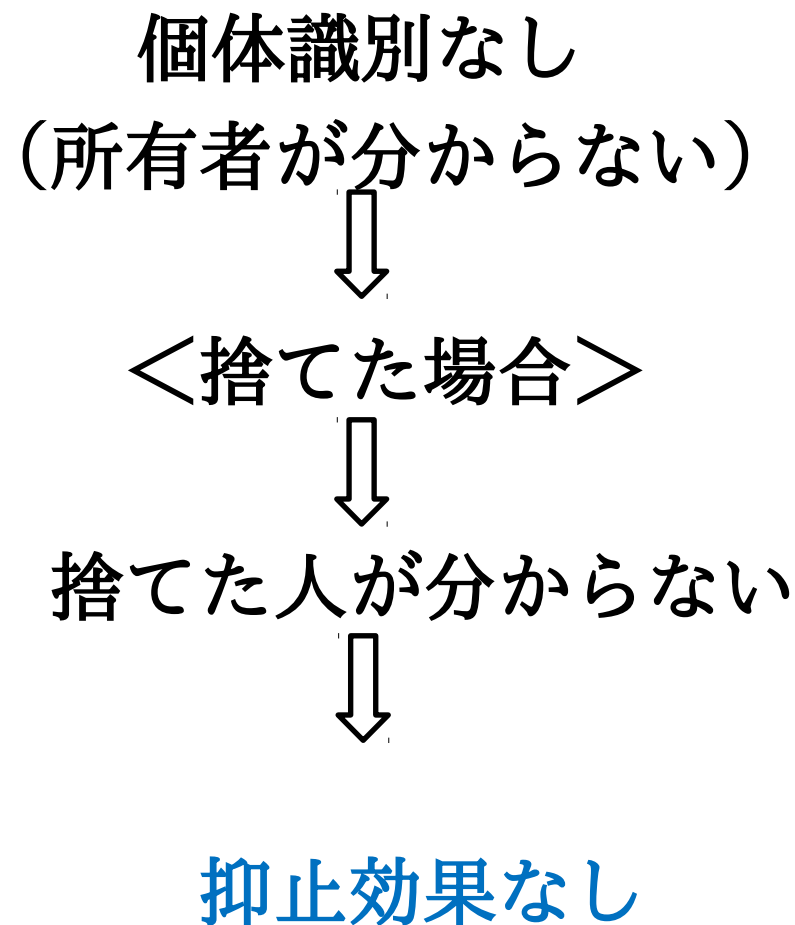 個体識別なし
（所有者が分からない）
＜捨てた場合＞
捨てた人が分からない
抑止効果なし